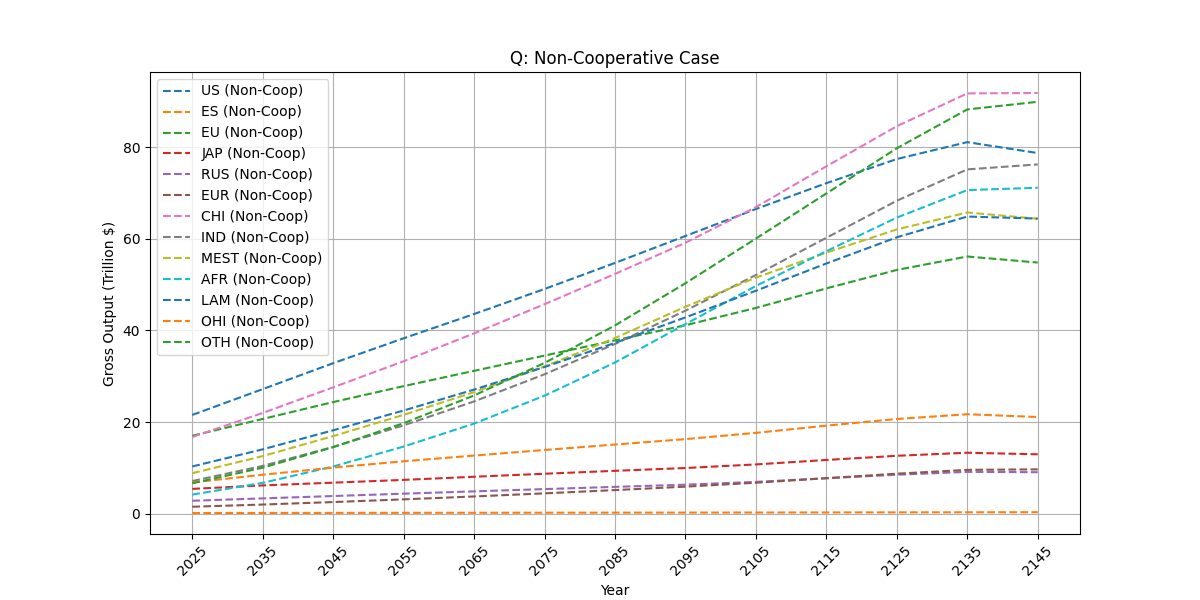 Q: Non-Cooperative Case
US (Non-Coop)
ES (Non-Coop)
EU (Non-Coop)
JAP (Non-Coop)
RUS (Non-Coop)
EUR (Non-Coop)
CHI (Non-Coop)
IND (Non-Coop)
MEST (Non-Coop)
AFR (Non-Coop)
LAM (Non-Coop)
OHI (Non-Coop)
OTH (Non-Coop)
Gross Output (Trillion $)
80
60
40
20
0
2025 2035 2045 2055 2065 2075 2085 2095 2105 2115 2125 2135 2145
Year